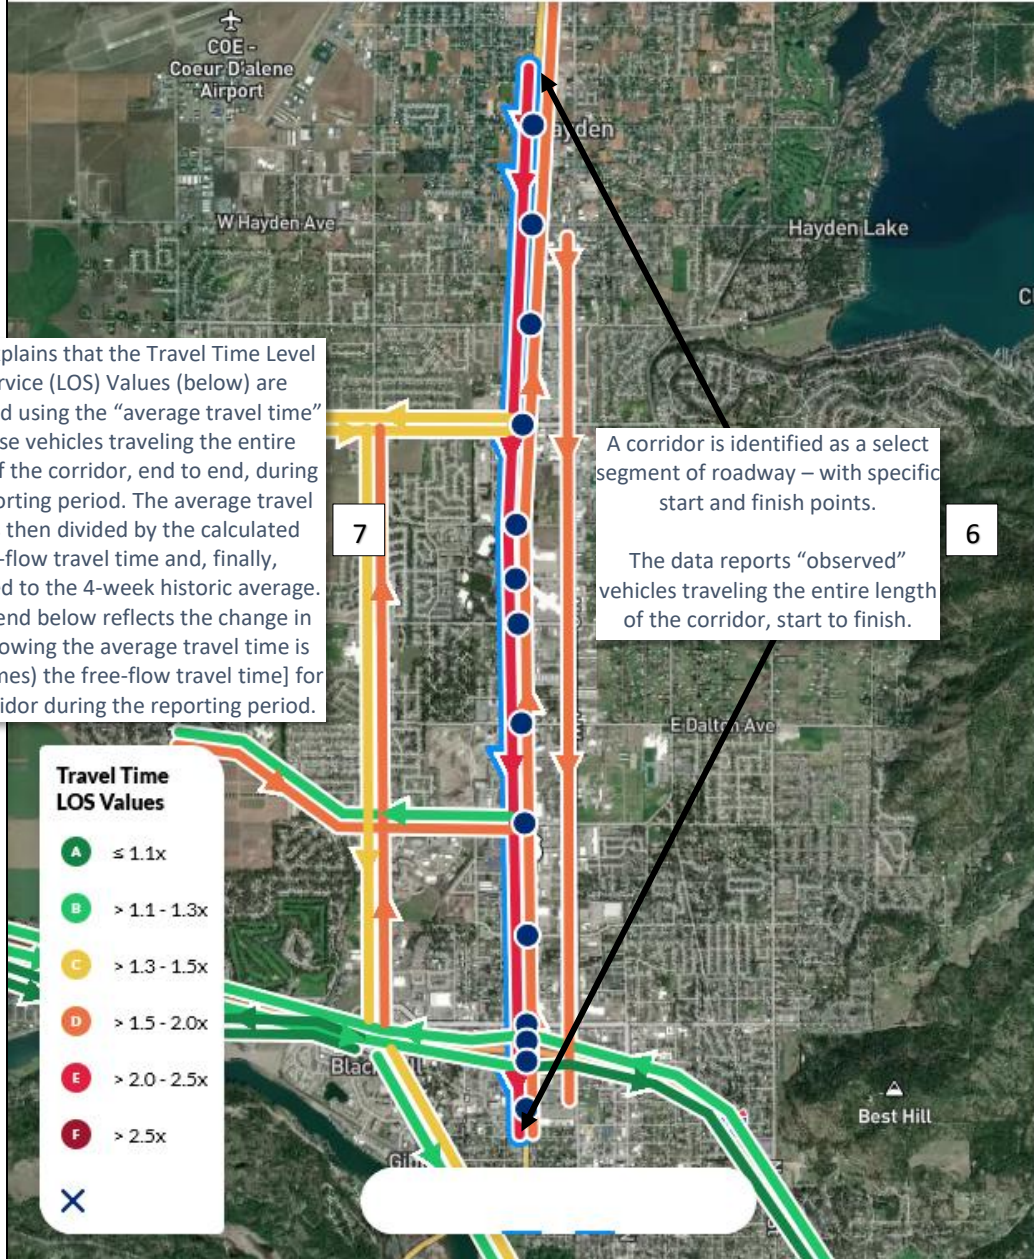 COE -
Coeur D'alene
Airport
W Hayden Ave
Hayden Lake
plains that the Travel Time Level
rvice (LOS) Values (below) are
d using the “average travel time”
se vehicles traveling the entire
f the corridor, end to end, during
orting period. The average travel
then divided by the calculated
-flow travel time and, finally,
ed to the 4-week historic average.
end below reflects the change in
owing the average travel time is
mes) the free-flow travel time] for
idor during the reporting period.
7
A corridor is identified as a select
segment of roadway – with specific
start and finish points.
The data reports “observed”
vehicles traveling the entire length
of the corridor, start to finish.
6
E Dalton Ave
Travel Time
LOS Values
A ≤ 1.1x
B > 1.1 - 1.3x
C > 1.3 - 1.5x
D > 1.5 - 2.0x
E > 2.0 - 2.5x
F > 2.5x
Best Hill